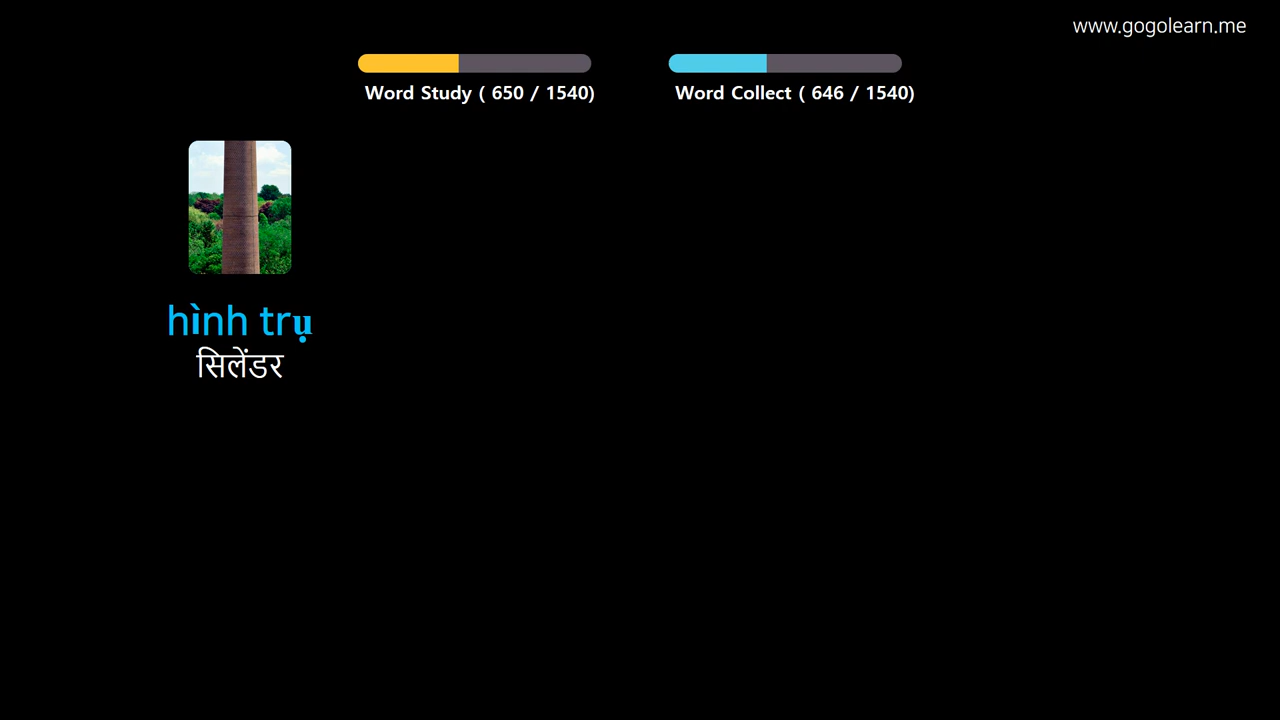 www.gogolearn.me
Word Study ( 650 / 1540)
Word Collect ( 646 / 1540)
hình trụ
सिलेंडर